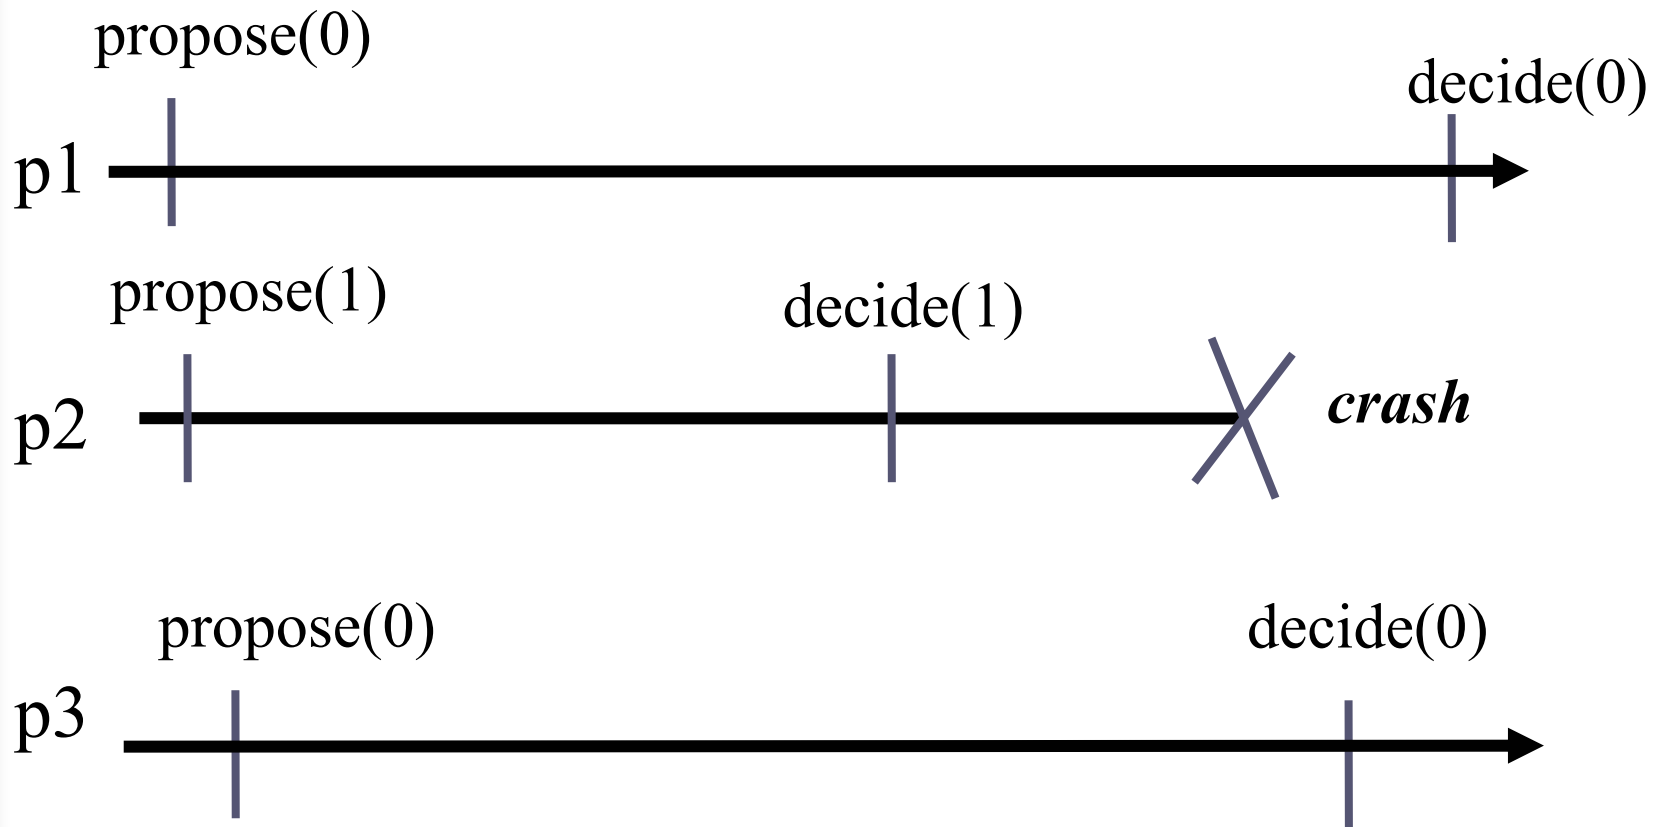 propose(0)
decide(0)
p1
propose(1)
decide(1)
p2
crash
propose(0)
decide(0)
p3